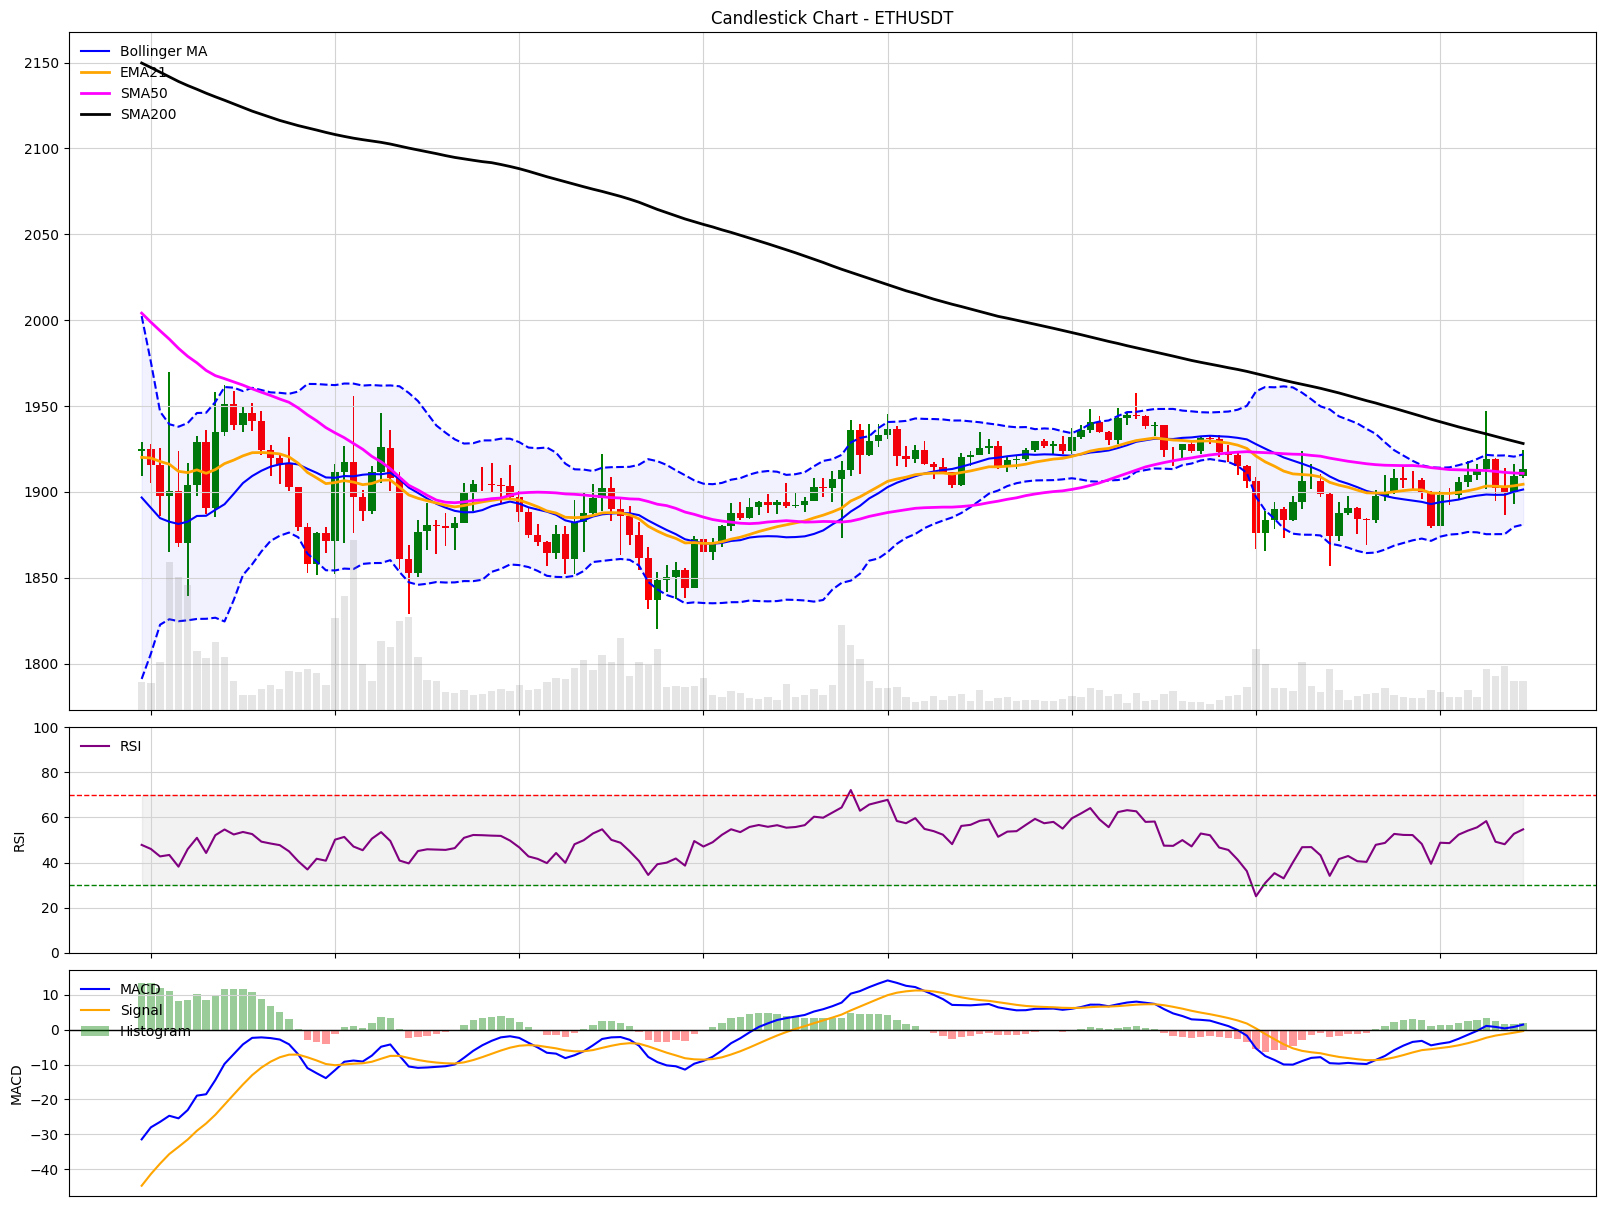 Candlestick Chart - ETHUSDT
Bollinger MA
EMA21
SMA50
SMA200
2150
2100
2050
2000
1950
1900
1850
1800
RSI
RSI
100
80
60
40
20
0
MACD
Signal
Histogram
MACD
10
0
−10
−20
−30
−40